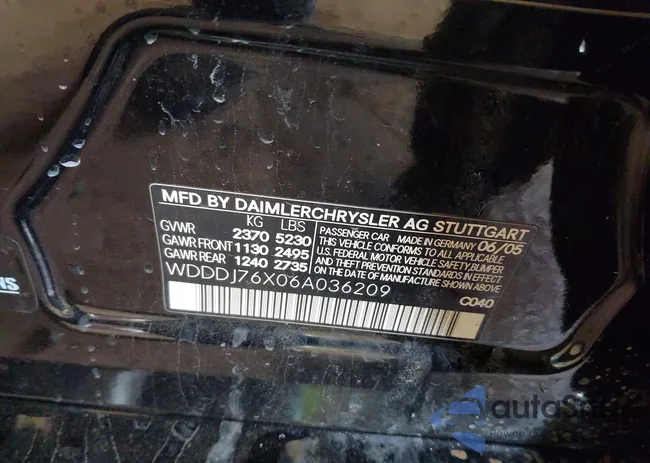 MFD BY DAIMLERCHRYSLER AG STUTTGART
KG LBS
GVWR 2370 5230
GAWR FRONT 1130 2495
GAWR REAR 1240 2735
PASSENGER CAR MADE IN GERMANY 06/05
THIS VEHICLE CONFORMS TO ALL APPLICABLE
U.S. FEDERAL MOTOR VEHICLE SAFETY,BUMPER
AND THEFT PREVENTION STANDARDS IN EFFECT
ON THE DATE OF MANUFACTURE SHOWN ABOVE
WDDDJ76X06A036209
C040
NS